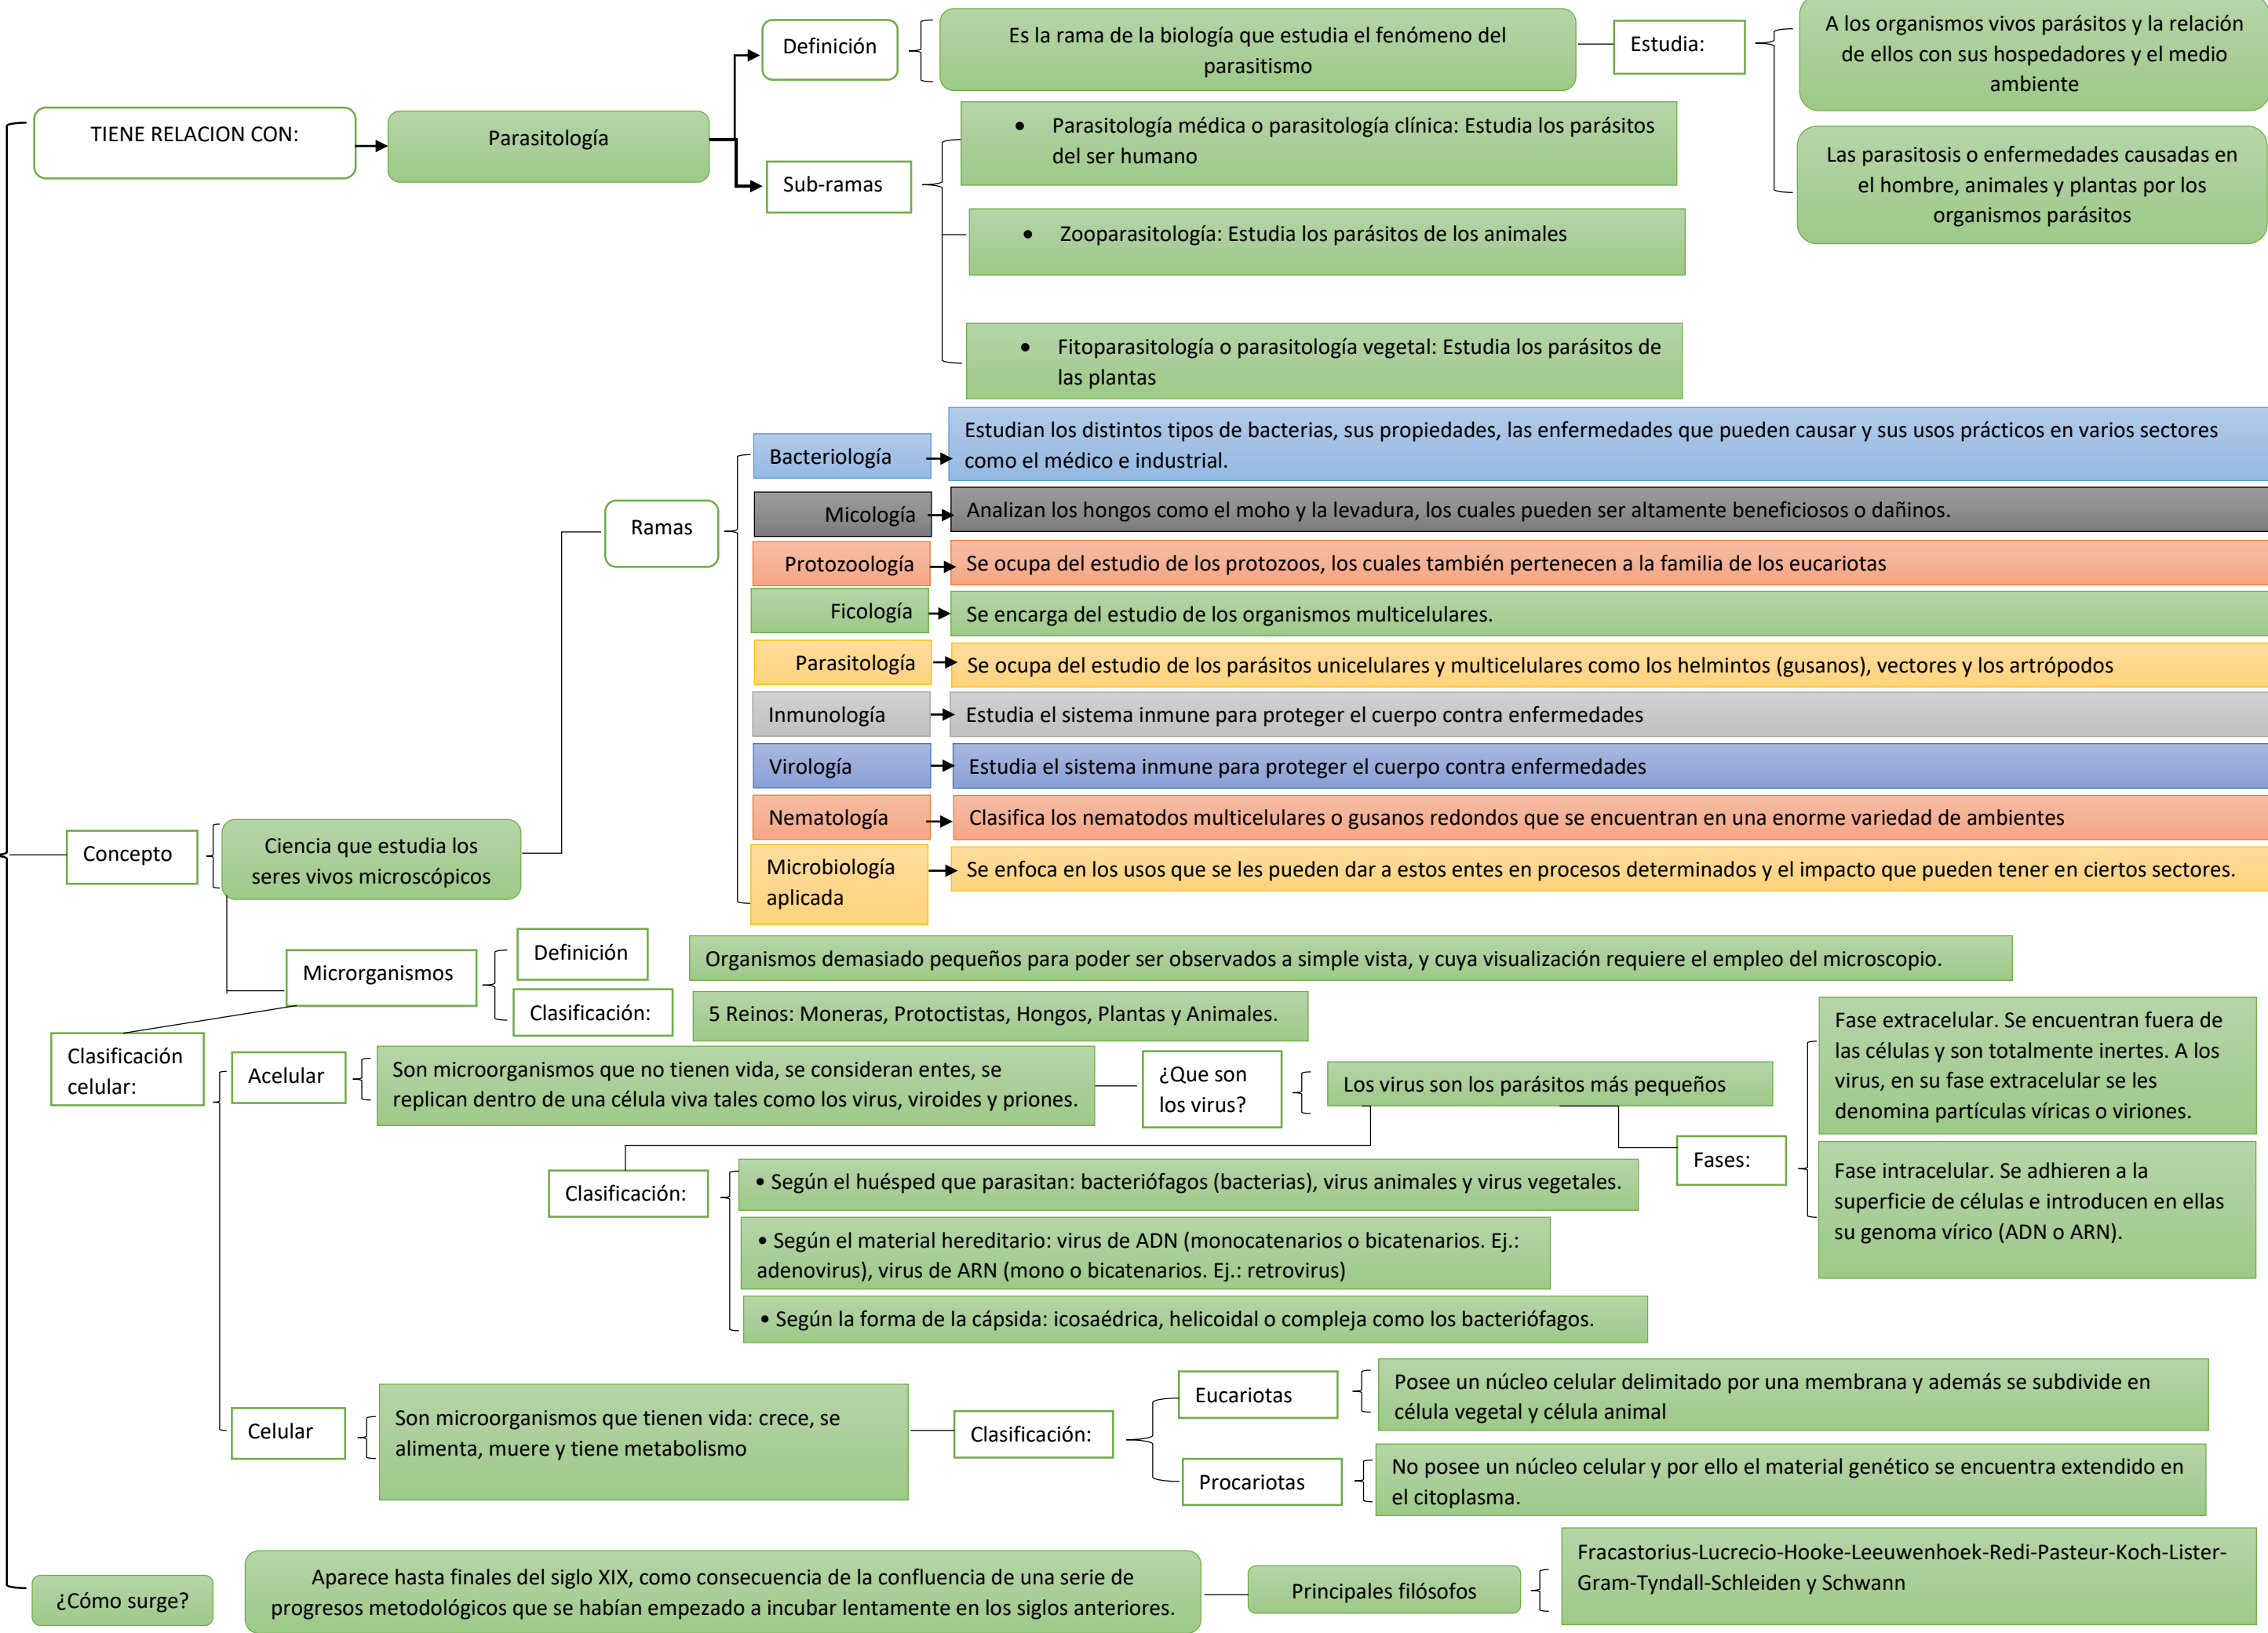 TIENE RELACION CON:
Parasitología
Definición
Es la rama de la biología que estudia el fenómeno del
parasitismo
Estudia:
A los organismos vivos parásitos y la relación
de ellos con sus hospedadores y el medio
ambiente
Las parasitosis o enfermedades causadas en
el hombre, animales y plantas por los
organismos parásitos
Sub-ramas
• Parasitología médica o parasitología clínica: Estudia los parásitos
del ser humano
• Zooparasitología: Estudia los parásitos de los animales
• Fitoparasitología o parasitología vegetal: Estudia los parásitos de
las plantas
Concepto
Ciencia que estudia los
seres vivos microscópicos
Ramas
Bacteriología
Estudian los distintos tipos de bacterias, sus propiedades, las enfermedades que pueden causar y sus usos prácticos en varios sectores
como el médico e industrial.
Micología
Analizan los hongos como el moho y la levadura, los cuales pueden ser altamente beneficiosos o dañinos.
Protozoología
Se ocupa del estudio de los protozoos, los cuales también pertenecen a la familia de los eucariotas
Ficología
Se encarga del estudio de los organismos multicelulares.
Parasitología
Se ocupa del estudio de los parásitos unicelulares y multicelulares como los helmintos (gusanos), vectores y los artrópodos
Inmunología
Estudia el sistema inmune para proteger el cuerpo contra enfermedades
Virología
Estudia el sistema inmune para proteger el cuerpo contra enfermedades
Nematología
Clasifica los nematodos multicelulares o gusanos redondos que se encuentran en una enorme variedad de ambientes
Microbiología
aplicada
Se enfoca en los usos que se les pueden dar a estos entes en procesos determinados y el impacto que pueden tener en ciertos sectores.
Microrganismos
Definición
Organismos demasiado pequeños para poder ser observados a simple vista, y cuya visualización requiere el empleo del microscopio.
Clasificación:
5 Reinos: Moneras, Protoctistas, Hongos, Plantas y Animales.
Clasificación
celular:
Acelular
Son microorganismos que no tienen vida, se consideran entes, se
replican dentro de una célula viva tales como los virus, viroides y priones.
¿Que son
los virus?
Los virus son los parásitos más pequeños
Fases:
Fase extracelular. Se encuentran fuera de
las células y son totalmente inertes. A los
virus, en su fase extracelular se les
denomina partículas víricas o viriones.
Fase intracelular. Se adhieren a la
superficie de células e introducen en ellas
su genoma vírico (ADN o ARN).
Clasificación:
• Según el huésped que parasitan: bacteriófagos (bacterias), virus animales y virus vegetales.
• Según el material hereditario: virus de ADN (monocatenarios o bicatenarios. Ej.:
adenovirus), virus de ARN (mono o bicatenarios. Ej.: retrovirus)
• Según la forma de la cápsida: icosaédrica, helicoidal o compleja como los bacteriófagos.
Celular
Son microorganismos que tienen vida: crece, se
alimenta, muere y tiene metabolismo
Clasificación:
Eucariotas
Posee un núcleo celular delimitado por una membrana y además se subdivide en
célula vegetal y célula animal
Procariotas
No posee un núcleo celular y por ello el material genético se encuentra extendido en
el citoplasma.
¿Cómo surge?
Aparece hasta finales del siglo XIX, como consecuencia de la confluencia de una serie de
progresos metodológicos que se habían empezado a incubar lentamente en los siglos anteriores.
Principales filósofos
Fracastorius-Lucrecio-Hooke-Leeuwenhoek-Redi-Pasteur-Koch-Lister-
Gram-Tyndall-Schleiden y Schwann